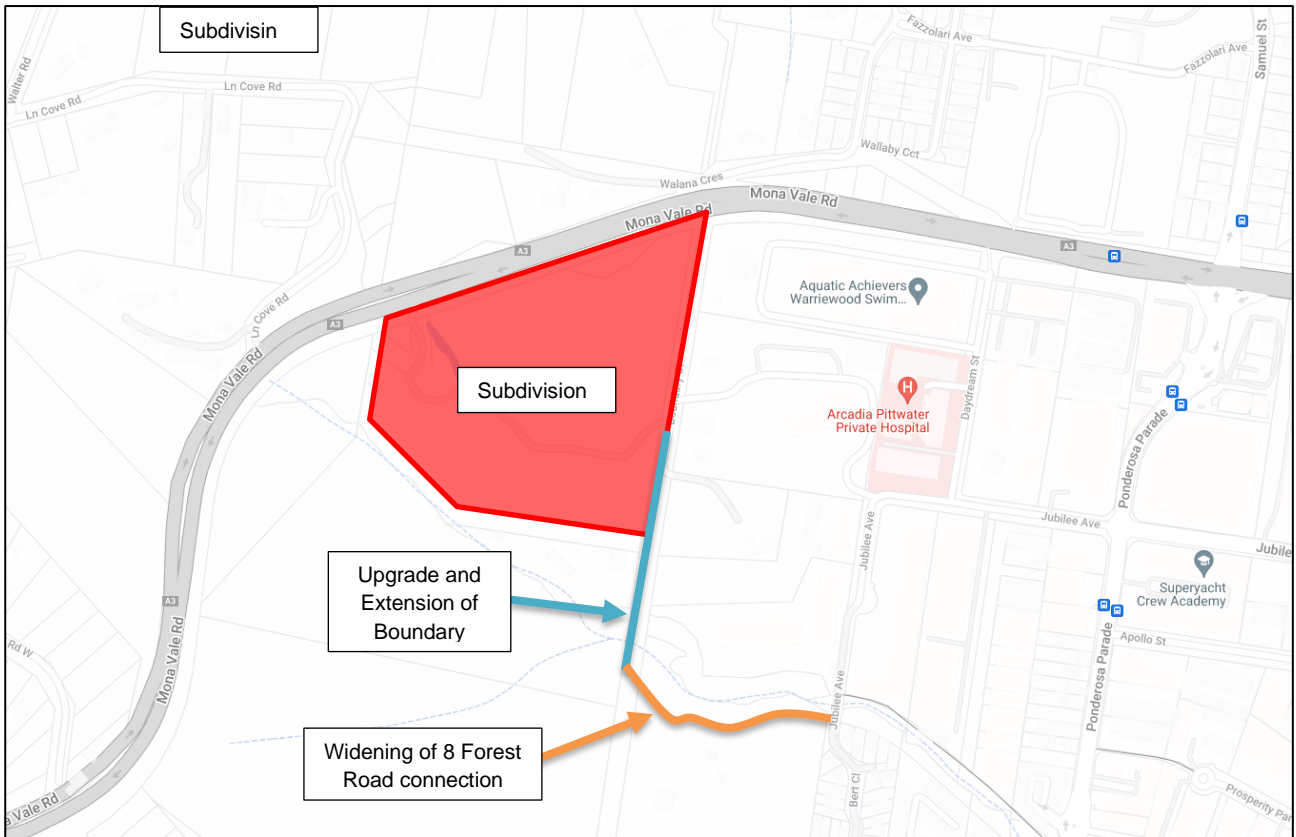 Subdivisin
Fazzolari Ave
Fazzolari Ave
Samuel St
Walter Rd
Ln Cove Rd
Ln Cove Rd
Wallaby Cct
Walana Cres
Mona Vale Rd
Mona Vale Rd
A3
A3
Aquatic Achievers
Warriewood Swim...
Ln Cove Rd
A3
Mona Vale Rd
Subdivision
H
Arcadia Pittwater
Private Hospital
Daydream St
Ponderosa Parade
Jubilee Ave
Jubile
Jubilee Ave
Upgrade and
Extension of
Boundary
Superyacht
Crew Academy
A3
Apollo St
Rd W
Mona Vale Rd
Ponderosa Parade
Jubilee Ave
Widening of 8 Forest
Road connection
Bert Cl
Prosperity Pa
a Vale Rd